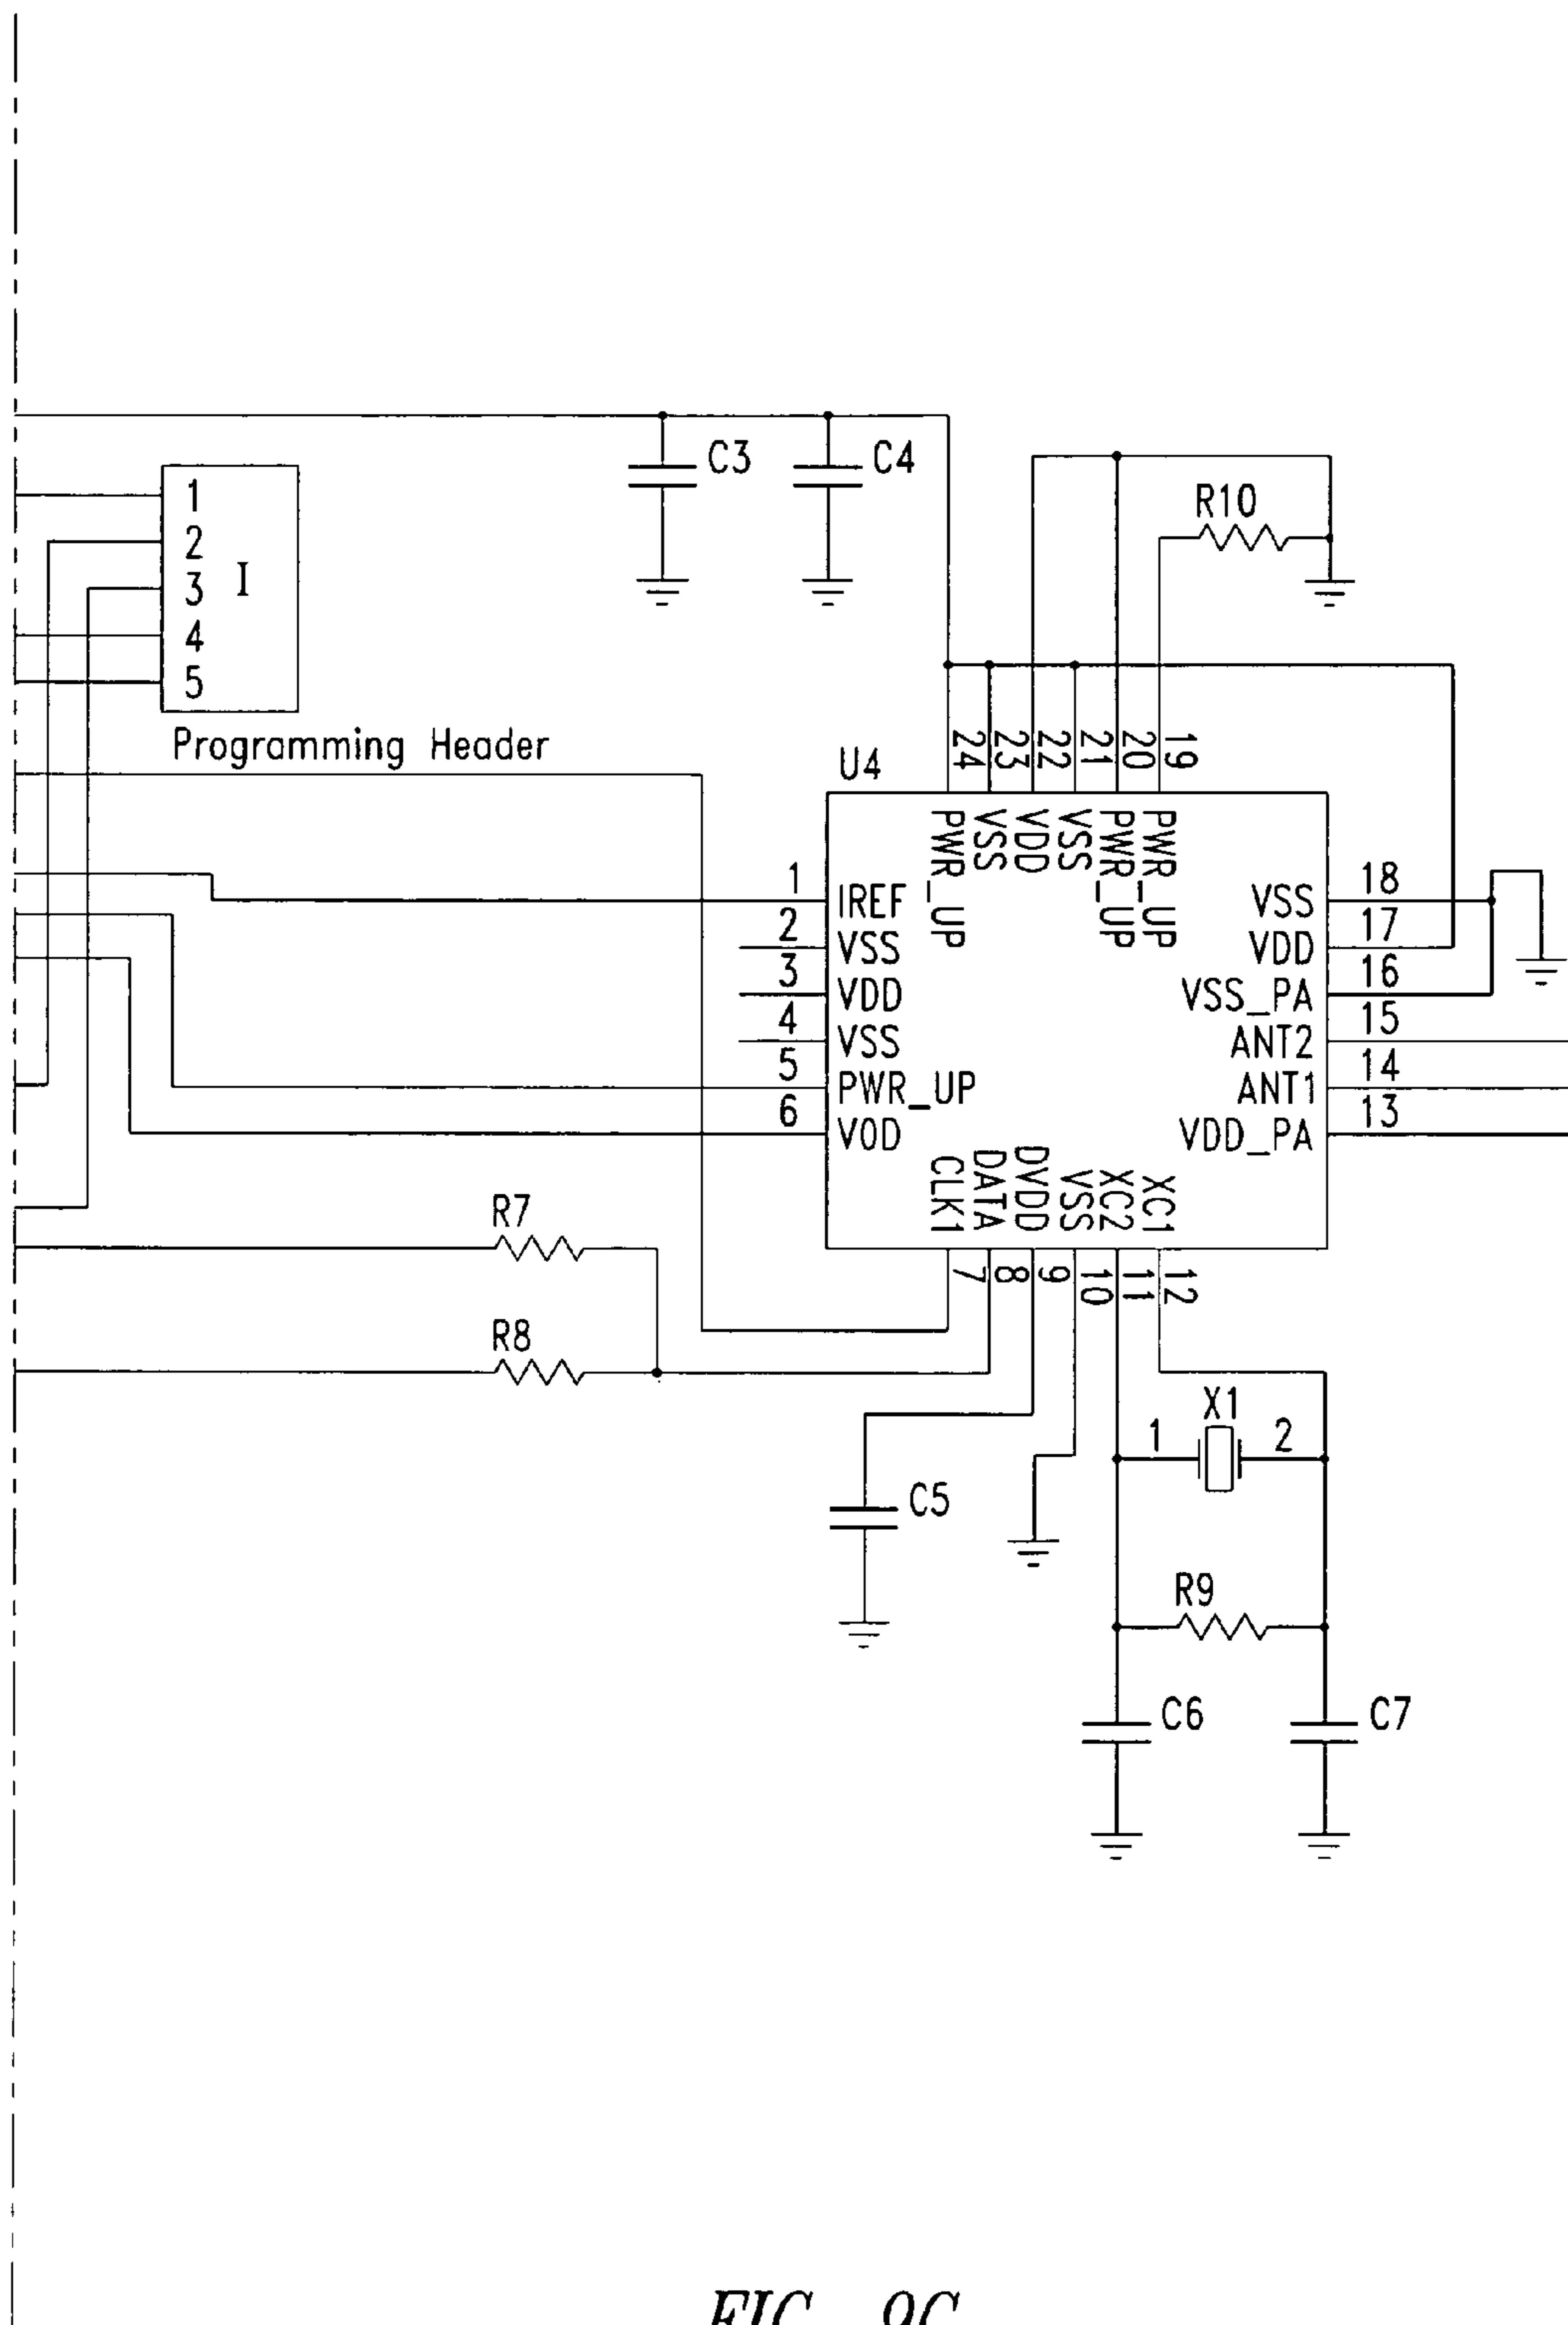 C3
C4
R10
1
2
3
4
5
I
Programming Header
U4
24
23
22
21
20
19
PWR_UP
VSS
VDD
VSS
PWR_UP
PWR_UP
1
IREF
2
VSS
3
VDD
4
VSS
5
PWR_UP
6
VOD
18
VSS
17
VDD
16
VSS_PA
15
ANT2
14
ANT1
13
VDD_PA
CLK1
DATA
DVDD
VSS
XC2
XC1
7
8
9
10
11
12
R7
R8
X1
1
2
C5
R9
C6
C7
FIG. 9C